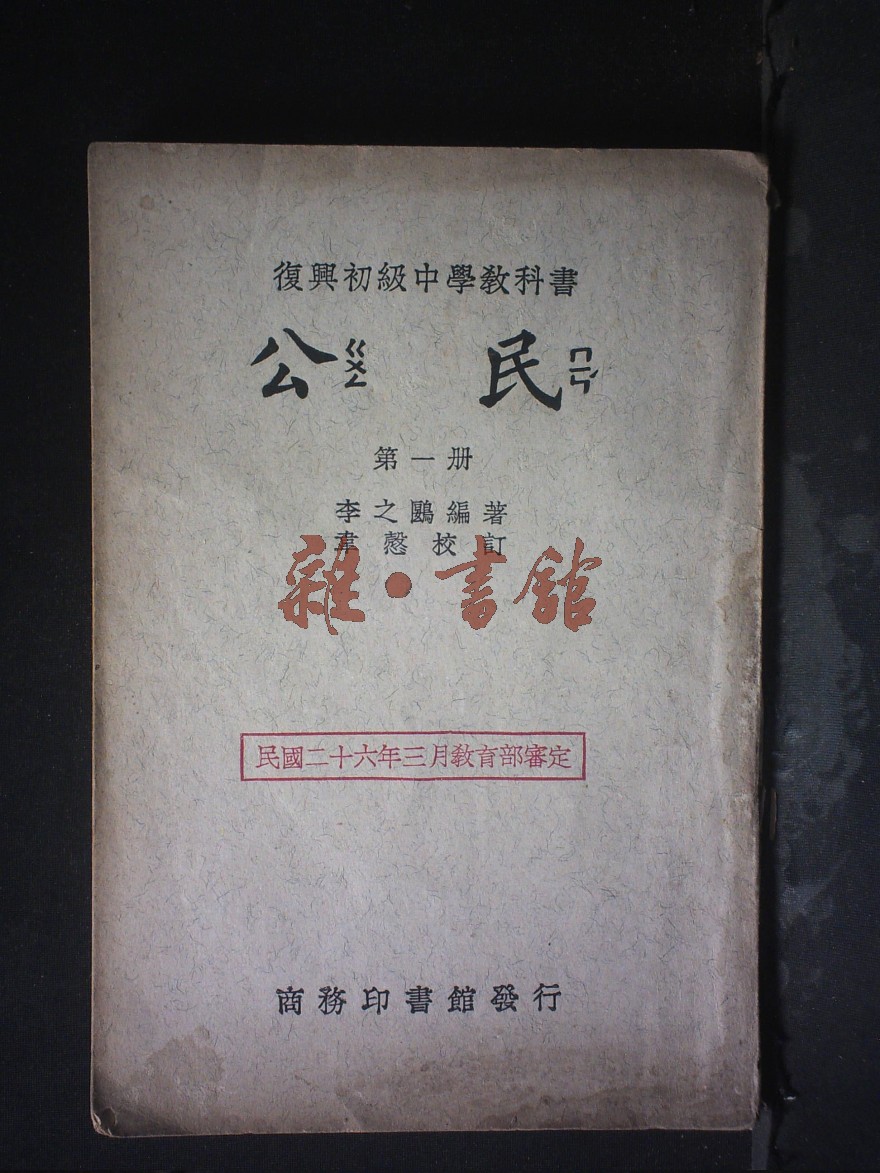 復興初級中學教科書
公ㄍㄨㄥ 民ㄇㄧㄣˊ
第一册
李之鷗編著
韋慤校訂
雜·書館
民國二十六年三月教育部審定
商務印書館發行